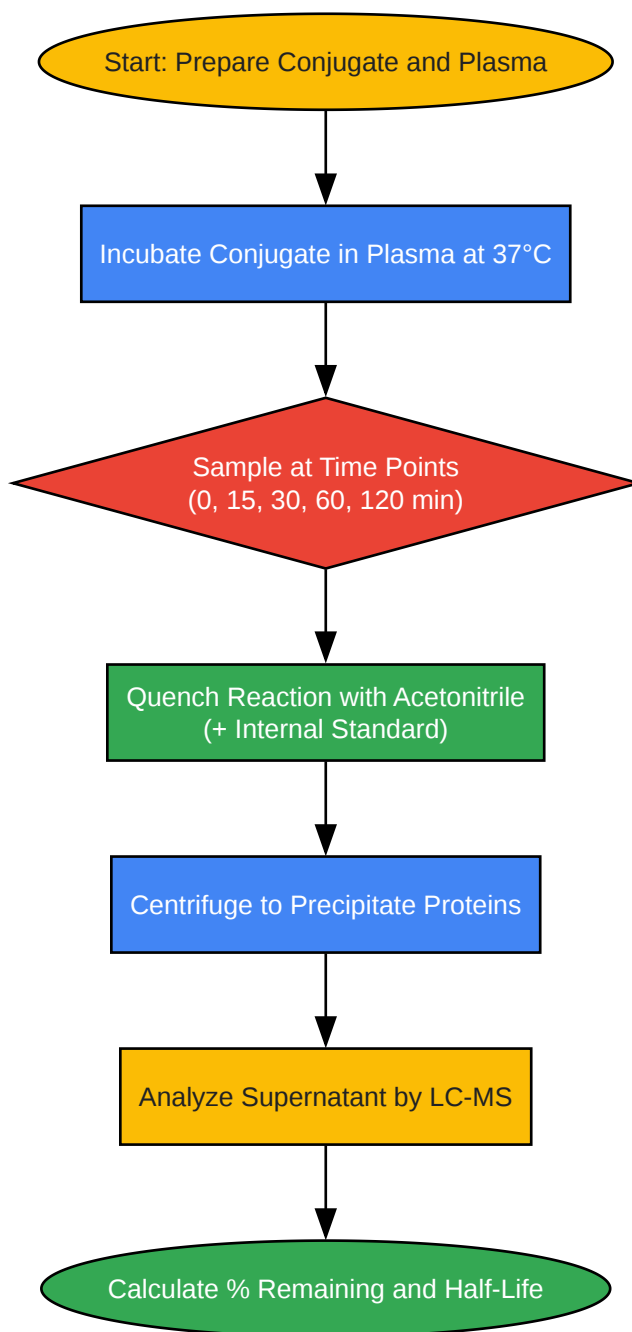 Start: Prepare Conjugate and Plasma
Incubate Conjugate in Plasma at 37°C
Sample at Time Points
(0, 15, 30, 60, 120 min)
Quench Reaction with Acetonitrile
(+ Internal Standard)
Centrifuge to Precipitate Proteins
Analyze Supernatant by LC-MS
Calculate % Remaining and Half-Life